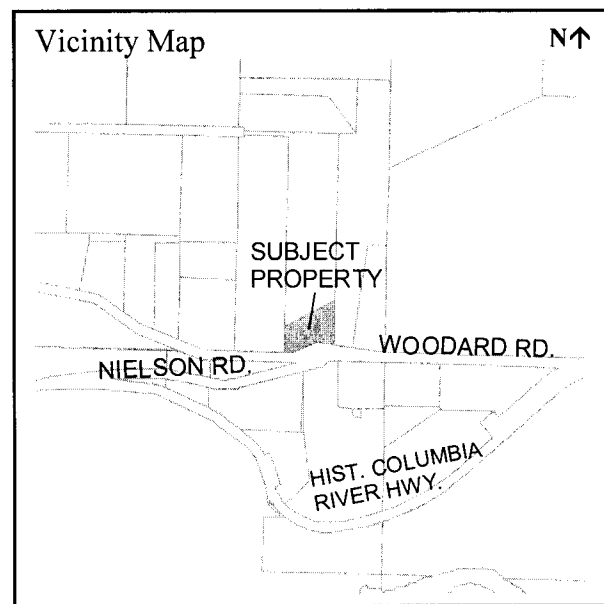 Vicinity Map
N↑
SUBJECT
PROPERTY
WOODARD RD.
NIELSON RD.
HIST. COLUMBIA
RIVER HWY.